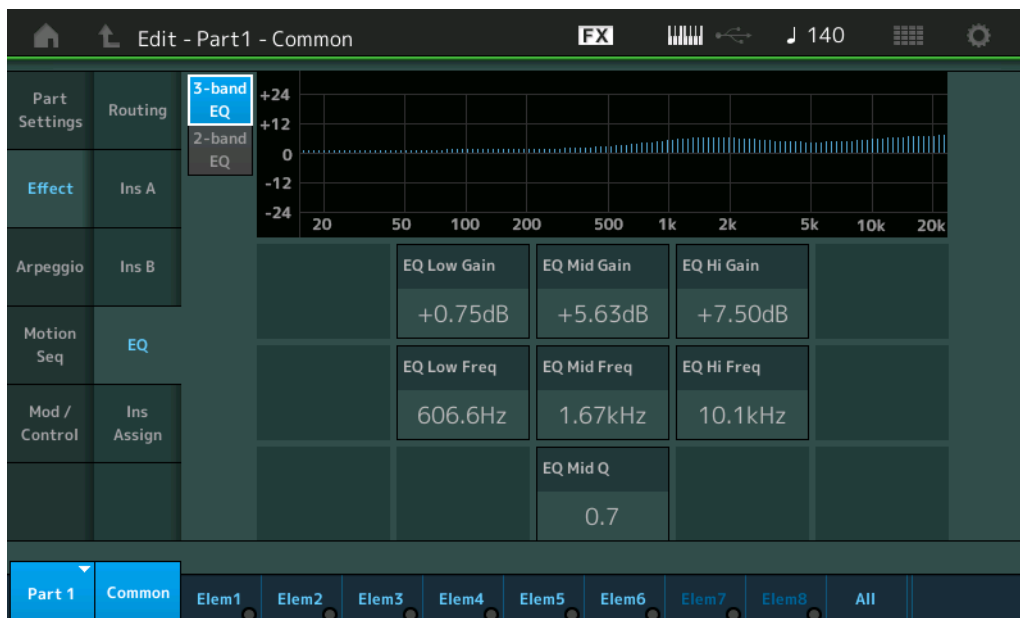 Edit - Part1 - Common FX ♩ 140
Part
Settings
Routing
3-band
EQ
2-band
EQ
+24
+12
0
-12
-24
20 50 100 200 500 1k 2k 5k 10k 20k
Effect
Ins A
Arpeggio
Ins B
Motion
Seq
EQ
Mod /
Control
Ins
Assign
EQ Low Gain EQ Mid Gain EQ Hi Gain
+0.75dB +5.63dB +7.50dB
EQ Low Freq EQ Mid Freq EQ Hi Freq
606.6Hz 1.67kHz 10.1kHz
EQ Mid Q
0.7
Part 1 Common Elem1 Elem2 Elem3 Elem4 Elem5 Elem6 Elem7 Elem8 All